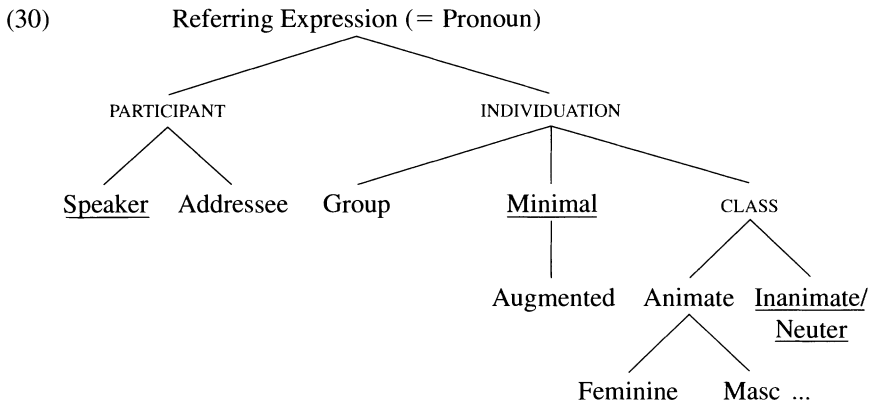 (30) Referring Expression (= Pronoun)
PARTICIPANT INDIVIDUATION
Speaker Addressee Group Minimal CLASS
Augmented Animate Inanimate/
Neuter
Feminine Masc ...